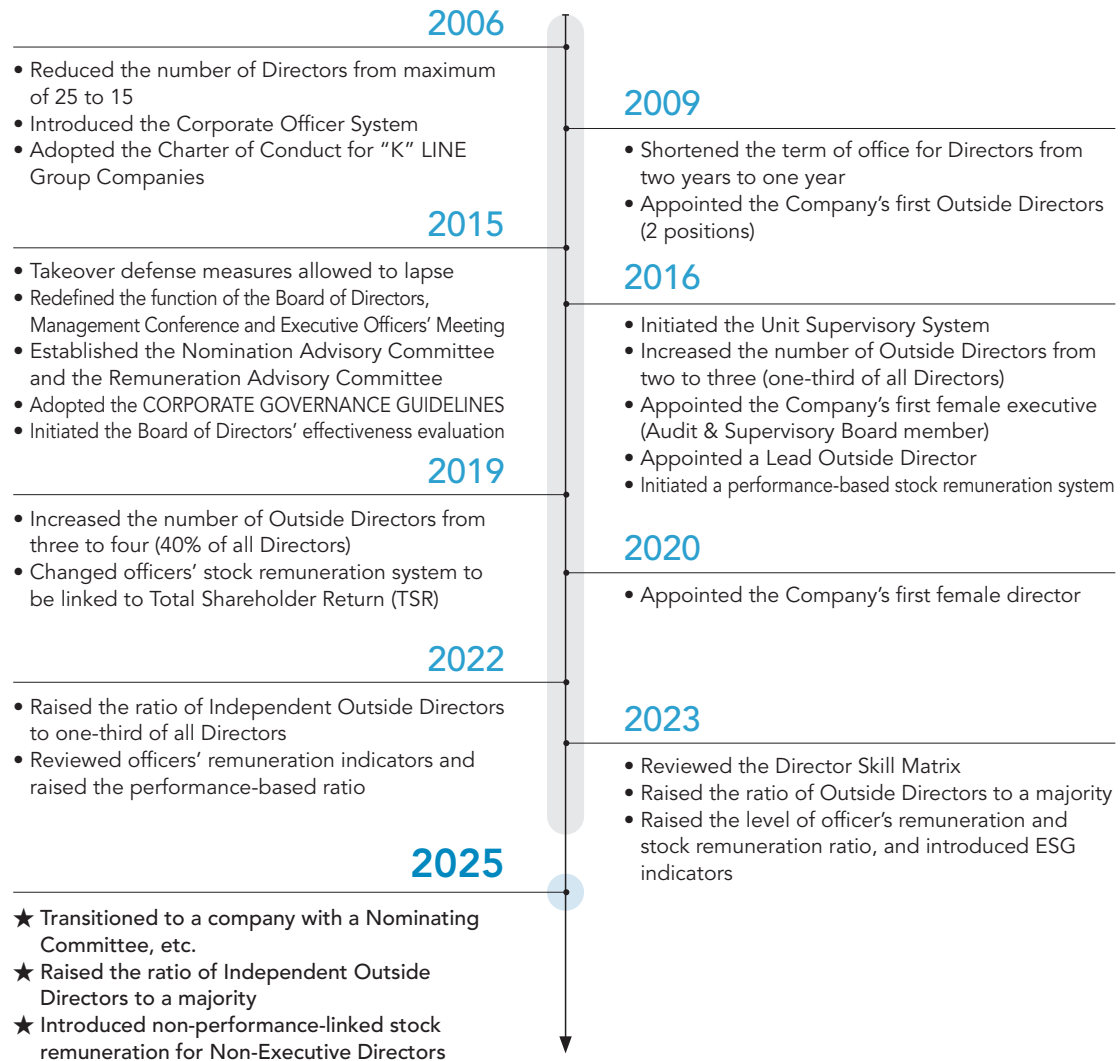 2006
• Reduced the number of Directors from maximum
of 25 to 15
• Introduced the Corporate Officer System
• Adopted the Charter of Conduct for “K” LINE
Group Companies
2009
• Shortened the term of office for Directors from
two years to one year
• Appointed the Company’s first Outside Directors
(2 positions)
2015
• Takeover defense measures allowed to lapse
• Redefined the function of the Board of Directors,
Management Conference and Executive Officers’ Meeting
• Established the Nomination Advisory Committee
and the Remuneration Advisory Committee
• Adopted the CORPORATE GOVERNANCE GUIDELINES
• Initiated the Board of Directors’ effectiveness evaluation
2016
• Initiated the Unit Supervisory System
• Increased the number of Outside Directors from
two to three (one-third of all Directors)
• Appointed the Company’s first female executive
(Audit & Supervisory Board member)
• Appointed a Lead Outside Director
• Initiated a performance-based stock remuneration system
2019
• Increased the number of Outside Directors from
three to four (40% of all Directors)
• Changed officers’ stock remuneration system to
be linked to Total Shareholder Return (TSR)
2020
• Appointed the Company’s first female director
2022
• Raised the ratio of Independent Outside Directors
to one-third of all Directors
• Reviewed officers’ remuneration indicators and
raised the performance-based ratio
2023
• Reviewed the Director Skill Matrix
• Raised the ratio of Outside Directors to a majority
• Raised the level of officer’s remuneration and
stock remuneration ratio, and introduced ESG
indicators
2025
★ Transitioned to a company with a Nominating
Committee, etc.
★ Raised the ratio of Independent Outside
Directors to a majority
★ Introduced non-performance-linked stock
remuneration for Non-Executive Directors